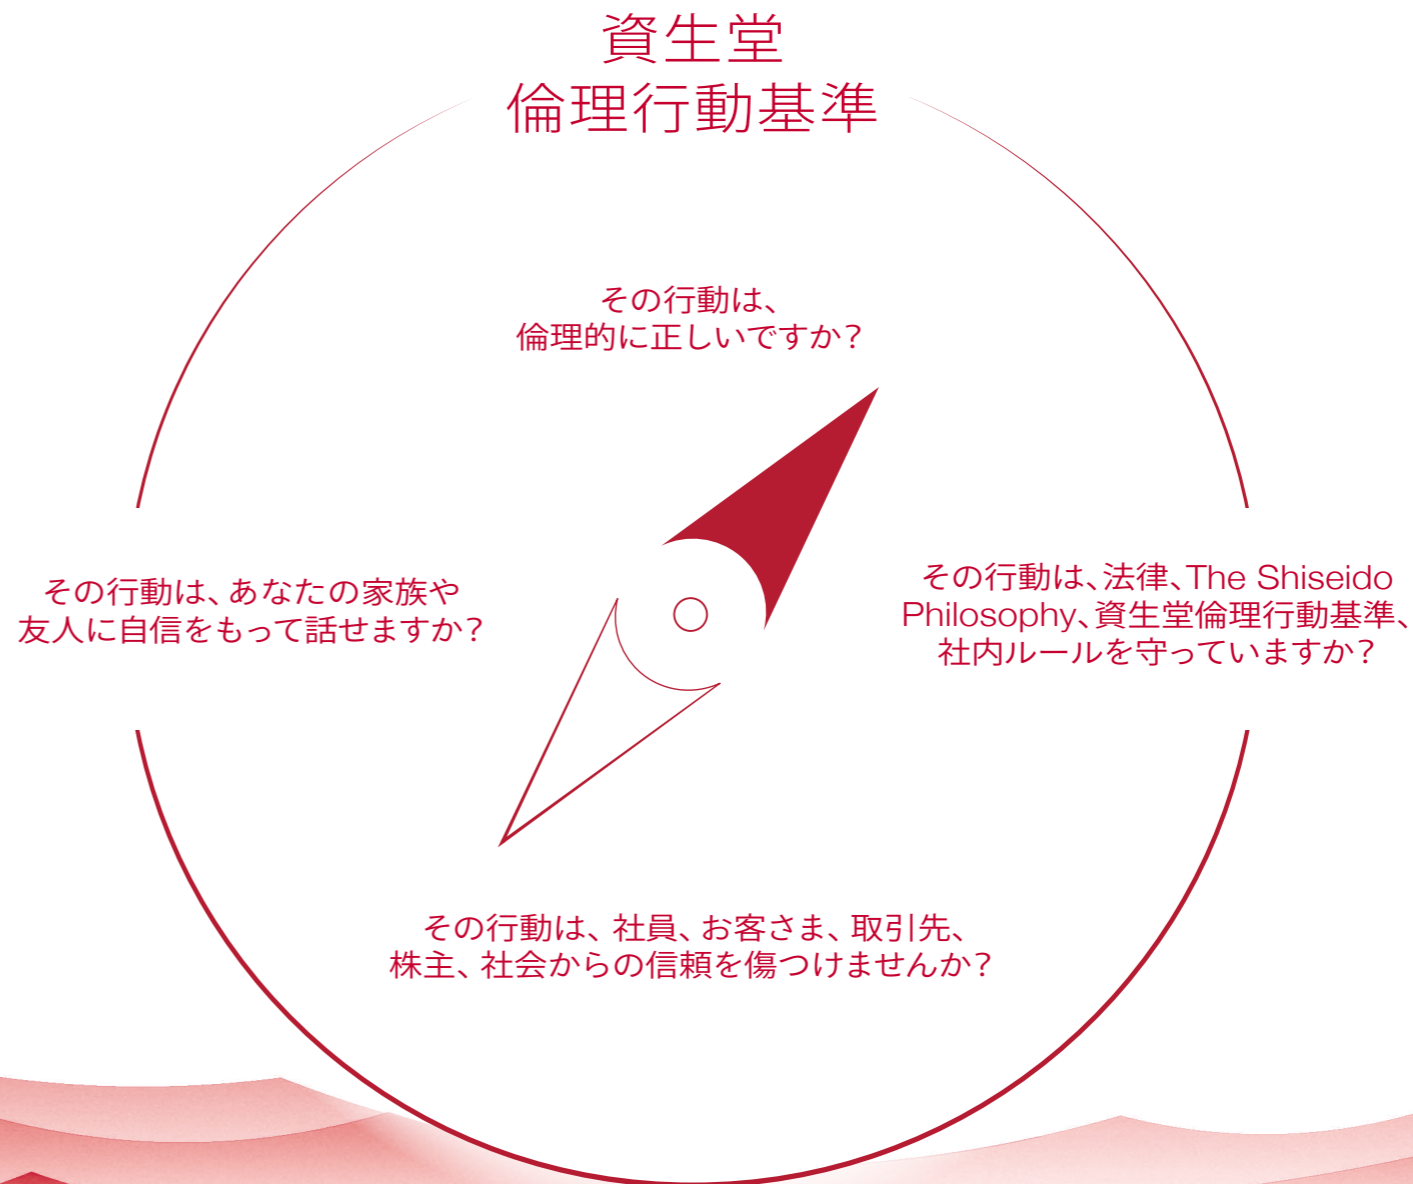 資生堂
倫理行動基準
その行動は、
倫理的に正しいですか？
その行動は、あなたの家族や
友人に自信をもって話せますか？
その行動は、法律、The Shiseido
Philosophy、資生堂倫理行動基準、
社内ルールを守っていますか？
その行動は、社員、お客さま、取引先、
株主、社会からの信頼を傷つけませんか？